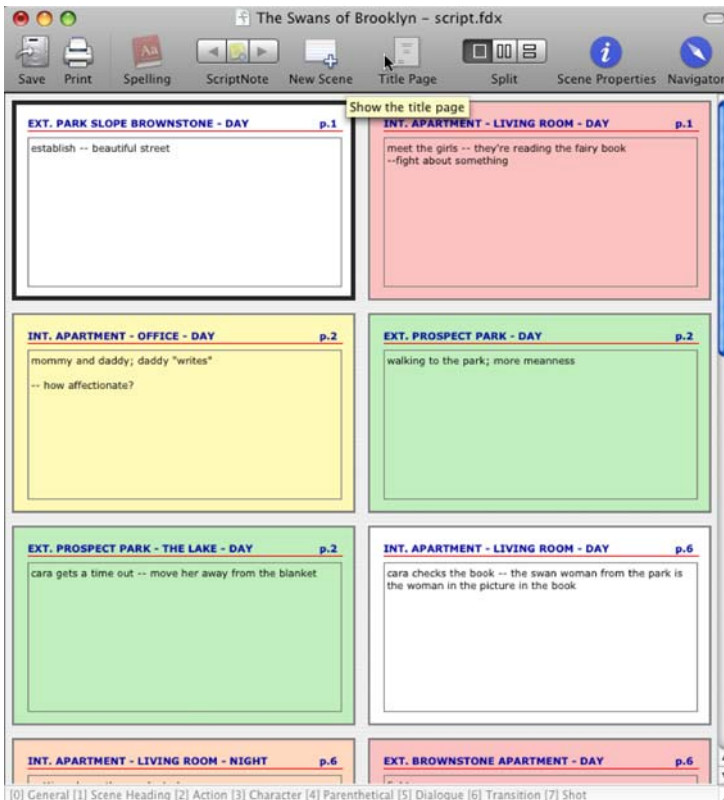 The Swans of Brooklyn – script.fdx
Save Print Spelling ScriptNote New Scene Title Page Split Scene Properties Navigator
Aa
Show the title page
EXT. PARK SLOPE BROWNSTONE - DAY p.1
establish -- beautiful street
INT. APARTMENT - LIVING ROOM - DAY p.1
meet the girls -- they're reading the fairy book
--fight about something
INT. APARTMENT - OFFICE - DAY p.2
mommy and daddy; daddy "writes"
-- how affectionate?
EXT. PROSPECT PARK - DAY p.2
walking to the park; more meanness
EXT. PROSPECT PARK - THE LAKE - DAY p.2
cara gets a time out -- move her away from the blanket
INT. APARTMENT - LIVING ROOM - DAY p.6
cara checks the book -- the swan woman from the park is
the woman in the picture in the book
INT. APARTMENT - LIVING ROOM - NIGHT p.6
EXT. BROWNSTONE APARTMENT - DAY p.6
[0] General [1] Scene Heading [2] Action [3] Character [4] Parenthetical [5] Dialogue [6] Transition [7] Shot